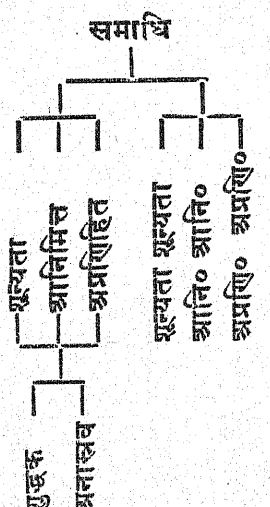 समाधि
शून्यता
आनिमित्त
अप्रणिहित
शून्यता शून्यता
आनि० आनि०
अप्रणि० अप्रणि०
शुद्धक
अनास्रव